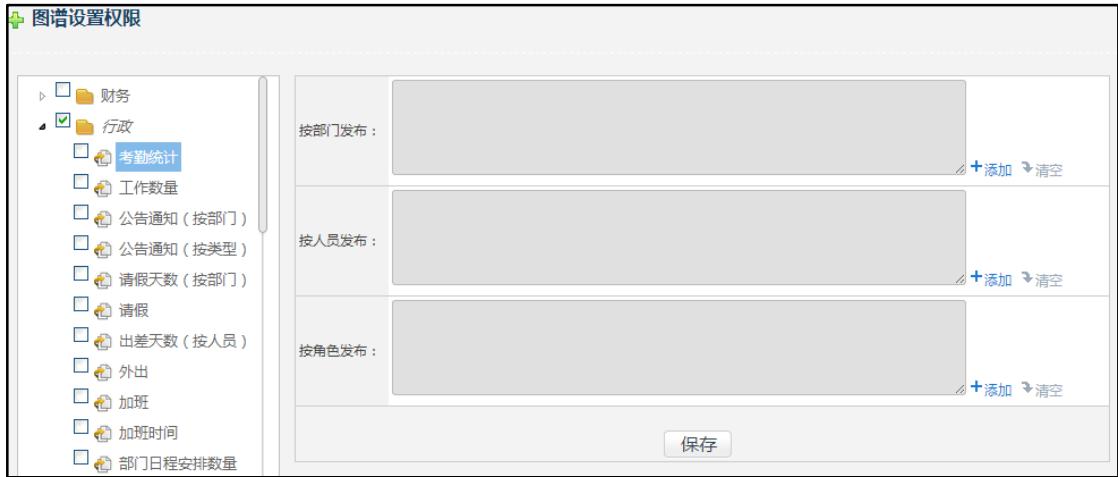 图谱设置权限
财务
行政
考勤统计
工作数量
公告通知（按部门）
公告通知（按类型）
请假天数（按部门）
请假
出差天数（按人员）
外出
加班
加班时间
部门日程安排数量
按部门发布：
添加 清空
按人员发布：
添加 清空
按角色发布：
添加 清空
保存